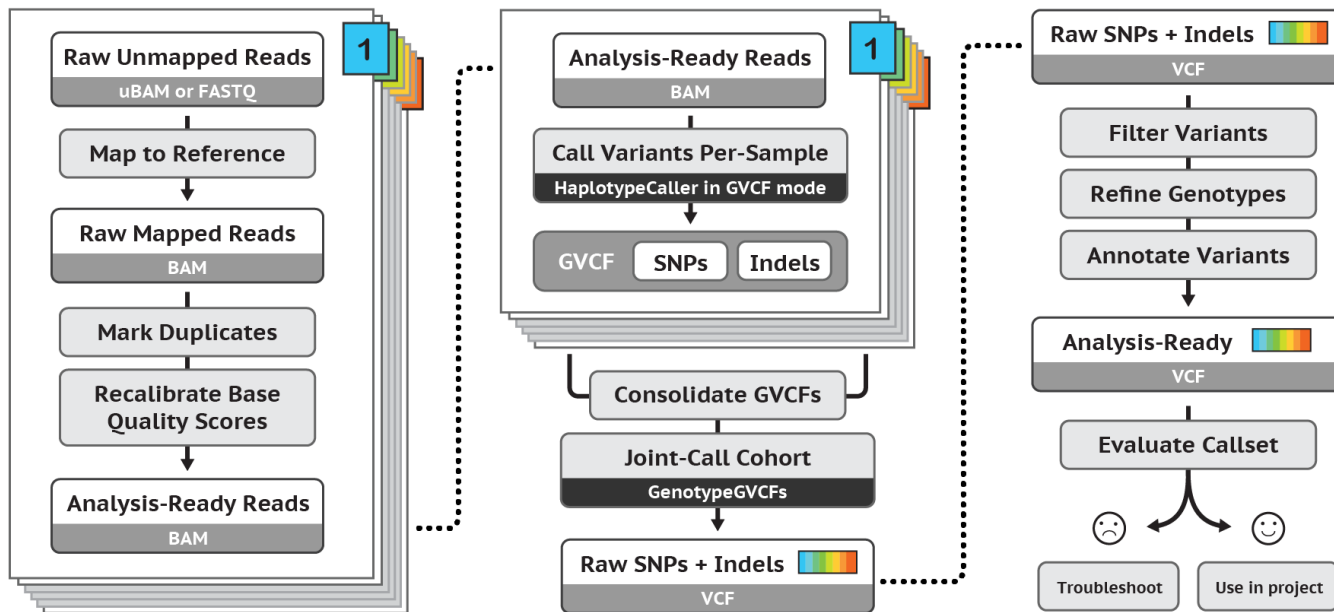 1
Raw Unmapped Reads
uBAM or FASTQ
Map to Reference
Raw Mapped Reads
BAM
Mark Duplicates
Recalibrate Base
Quality Scores
Analysis-Ready Reads
BAM
1
Analysis-Ready Reads
BAM
Call Variants Per-Sample
HaplotypeCaller in GVCF mode
GVCF SNPs Indels
Consolidate GVCFs
Joint-Call Cohort
GenotypeGVCFs
Raw SNPs + Indels
VCF
Raw SNPs + Indels
VCF
Filter Variants
Refine Genotypes
Annotate Variants
Analysis-Ready
VCF
Evaluate Callset
Troubleshoot
Use in project